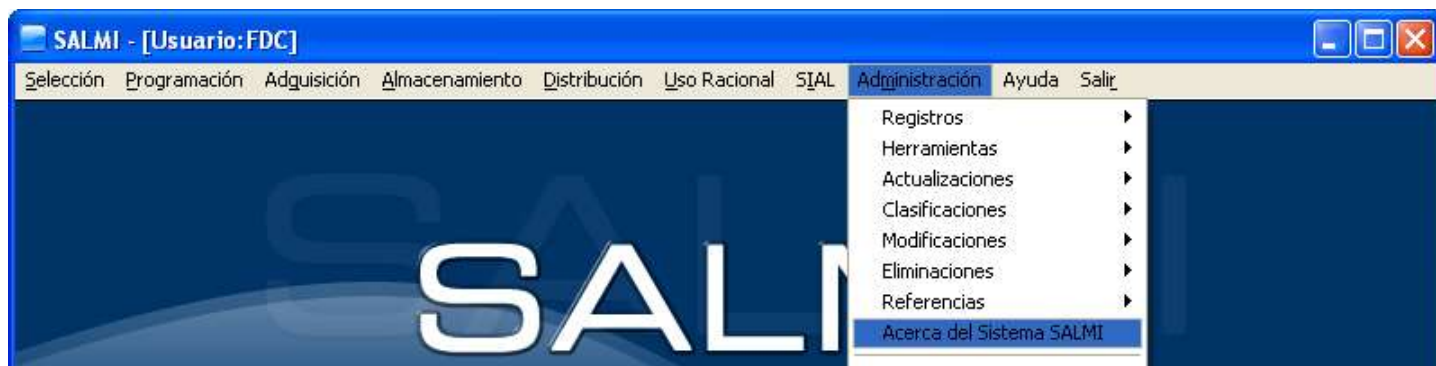 SALMI - [Usuario:FDC]
Selección Programación Adquisición Almacenamiento Distribución Uso Racional SIAL Administración Ayuda Salir
Registros
Herramientas
Actualizaciones
Clasificaciones
Modificaciones
Eliminaciones
Referencias
Acerca del Sistema SALMI